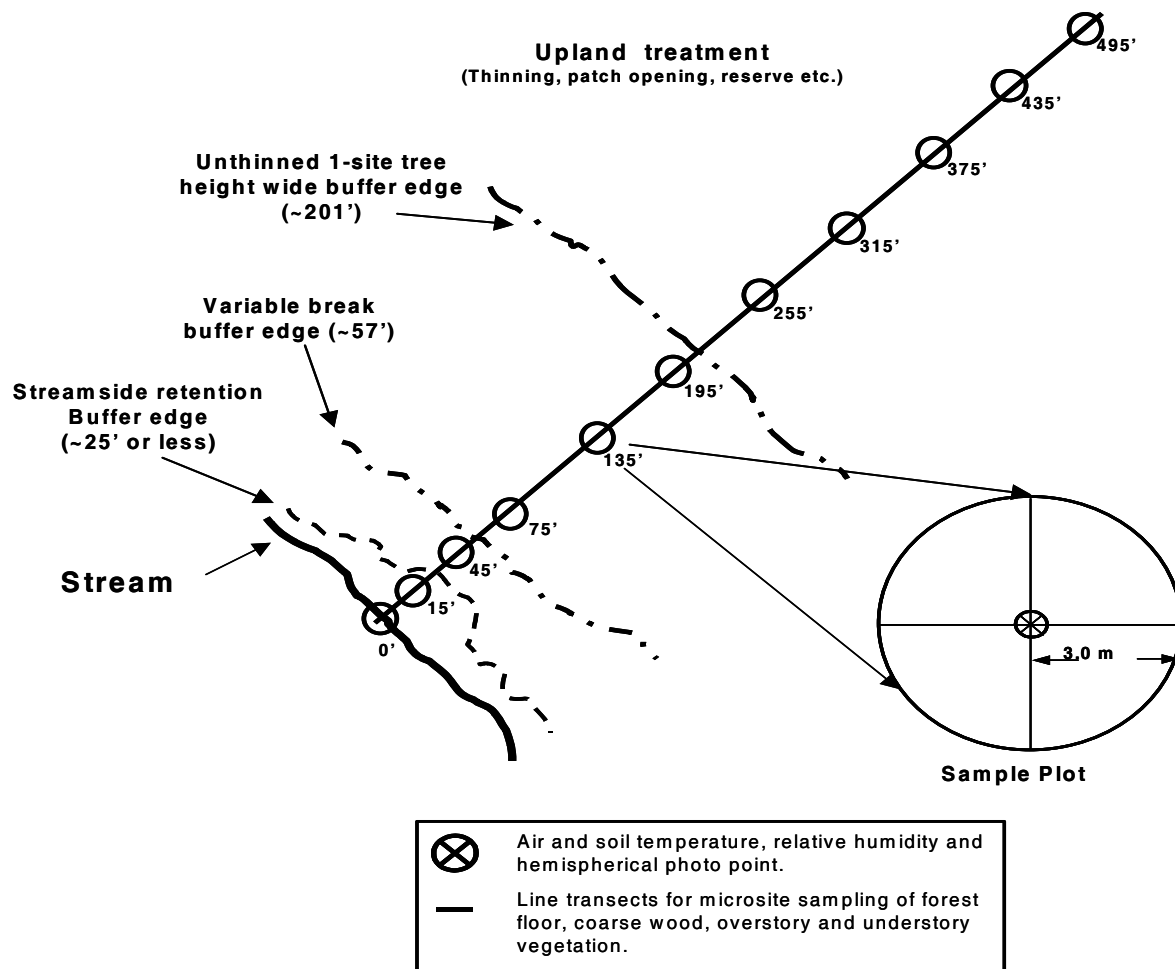 Upland treatment
(Thinning, patch opening, reserve etc.)
495’
435’
375’
315’
255’
195’
135’
75’
45’
15’
0’
Unthinned 1-site tree
height wide buffer edge
(~201’)
Variable break
buffer edge (~57’)
Streamside retention
Buffer edge
(~25’ or less)
Stream
3.0 m
Sample Plot
Air and soil temperature, relative humidity and
hemispherical photo point.
Line transects for microsite sampling of forest
floor, coarse wood, overstory and understory
vegetation.